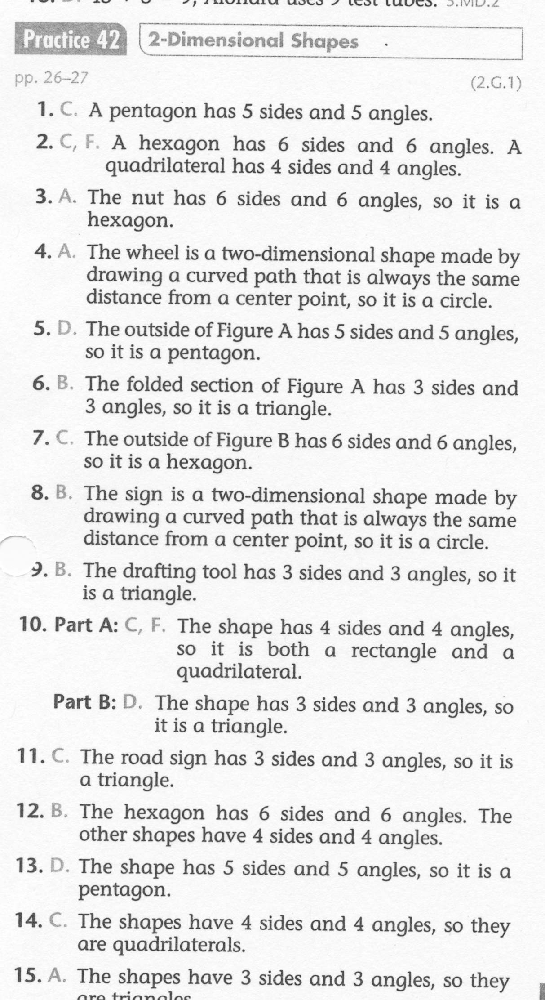 Alondra uses 9 test tubes. 3.MD.2
Practice 42 2-Dimensional Shapes
pp. 26–27 (2.G.1)
1. C. A pentagon has 5 sides and 5 angles.
2. C, F. A hexagon has 6 sides and 6 angles. A
quadrilateral has 4 sides and 4 angles.
3. A. The nut has 6 sides and 6 angles, so it is a
hexagon.
4. A. The wheel is a two-dimensional shape made by
drawing a curved path that is always the same
distance from a center point, so it is a circle.
5. D. The outside of Figure A has 5 sides and 5 angles,
so it is a pentagon.
6. B. The folded section of Figure A has 3 sides and
3 angles, so it is a triangle.
7. C. The outside of Figure B has 6 sides and 6 angles,
so it is a hexagon.
8. B. The sign is a two-dimensional shape made by
drawing a curved path that is always the same
distance from a center point, so it is a circle.
9. B. The drafting tool has 3 sides and 3 angles, so it
is a triangle.
10. Part A: C, F. The shape has 4 sides and 4 angles,
so it is both a rectangle and a
quadrilateral.
Part B: D. The shape has 3 sides and 3 angles, so
it is a triangle.
11. C. The road sign has 3 sides and 3 angles, so it is
a triangle.
12. B. The hexagon has 6 sides and 6 angles. The
other shapes have 4 sides and 4 angles.
13. D. The shape has 5 sides and 5 angles, so it is a
pentagon.
14. C. The shapes have 4 sides and 4 angles, so they
are quadrilaterals.
15. A. The shapes have 3 sides and 3 angles, so they
are triangles